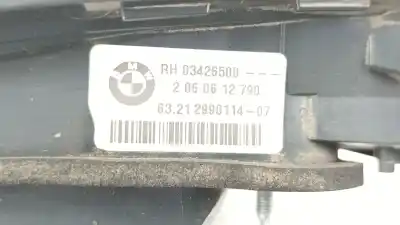 BMW
RH 03426500 ---
2 06 06 12 790
63.21 2990114-07